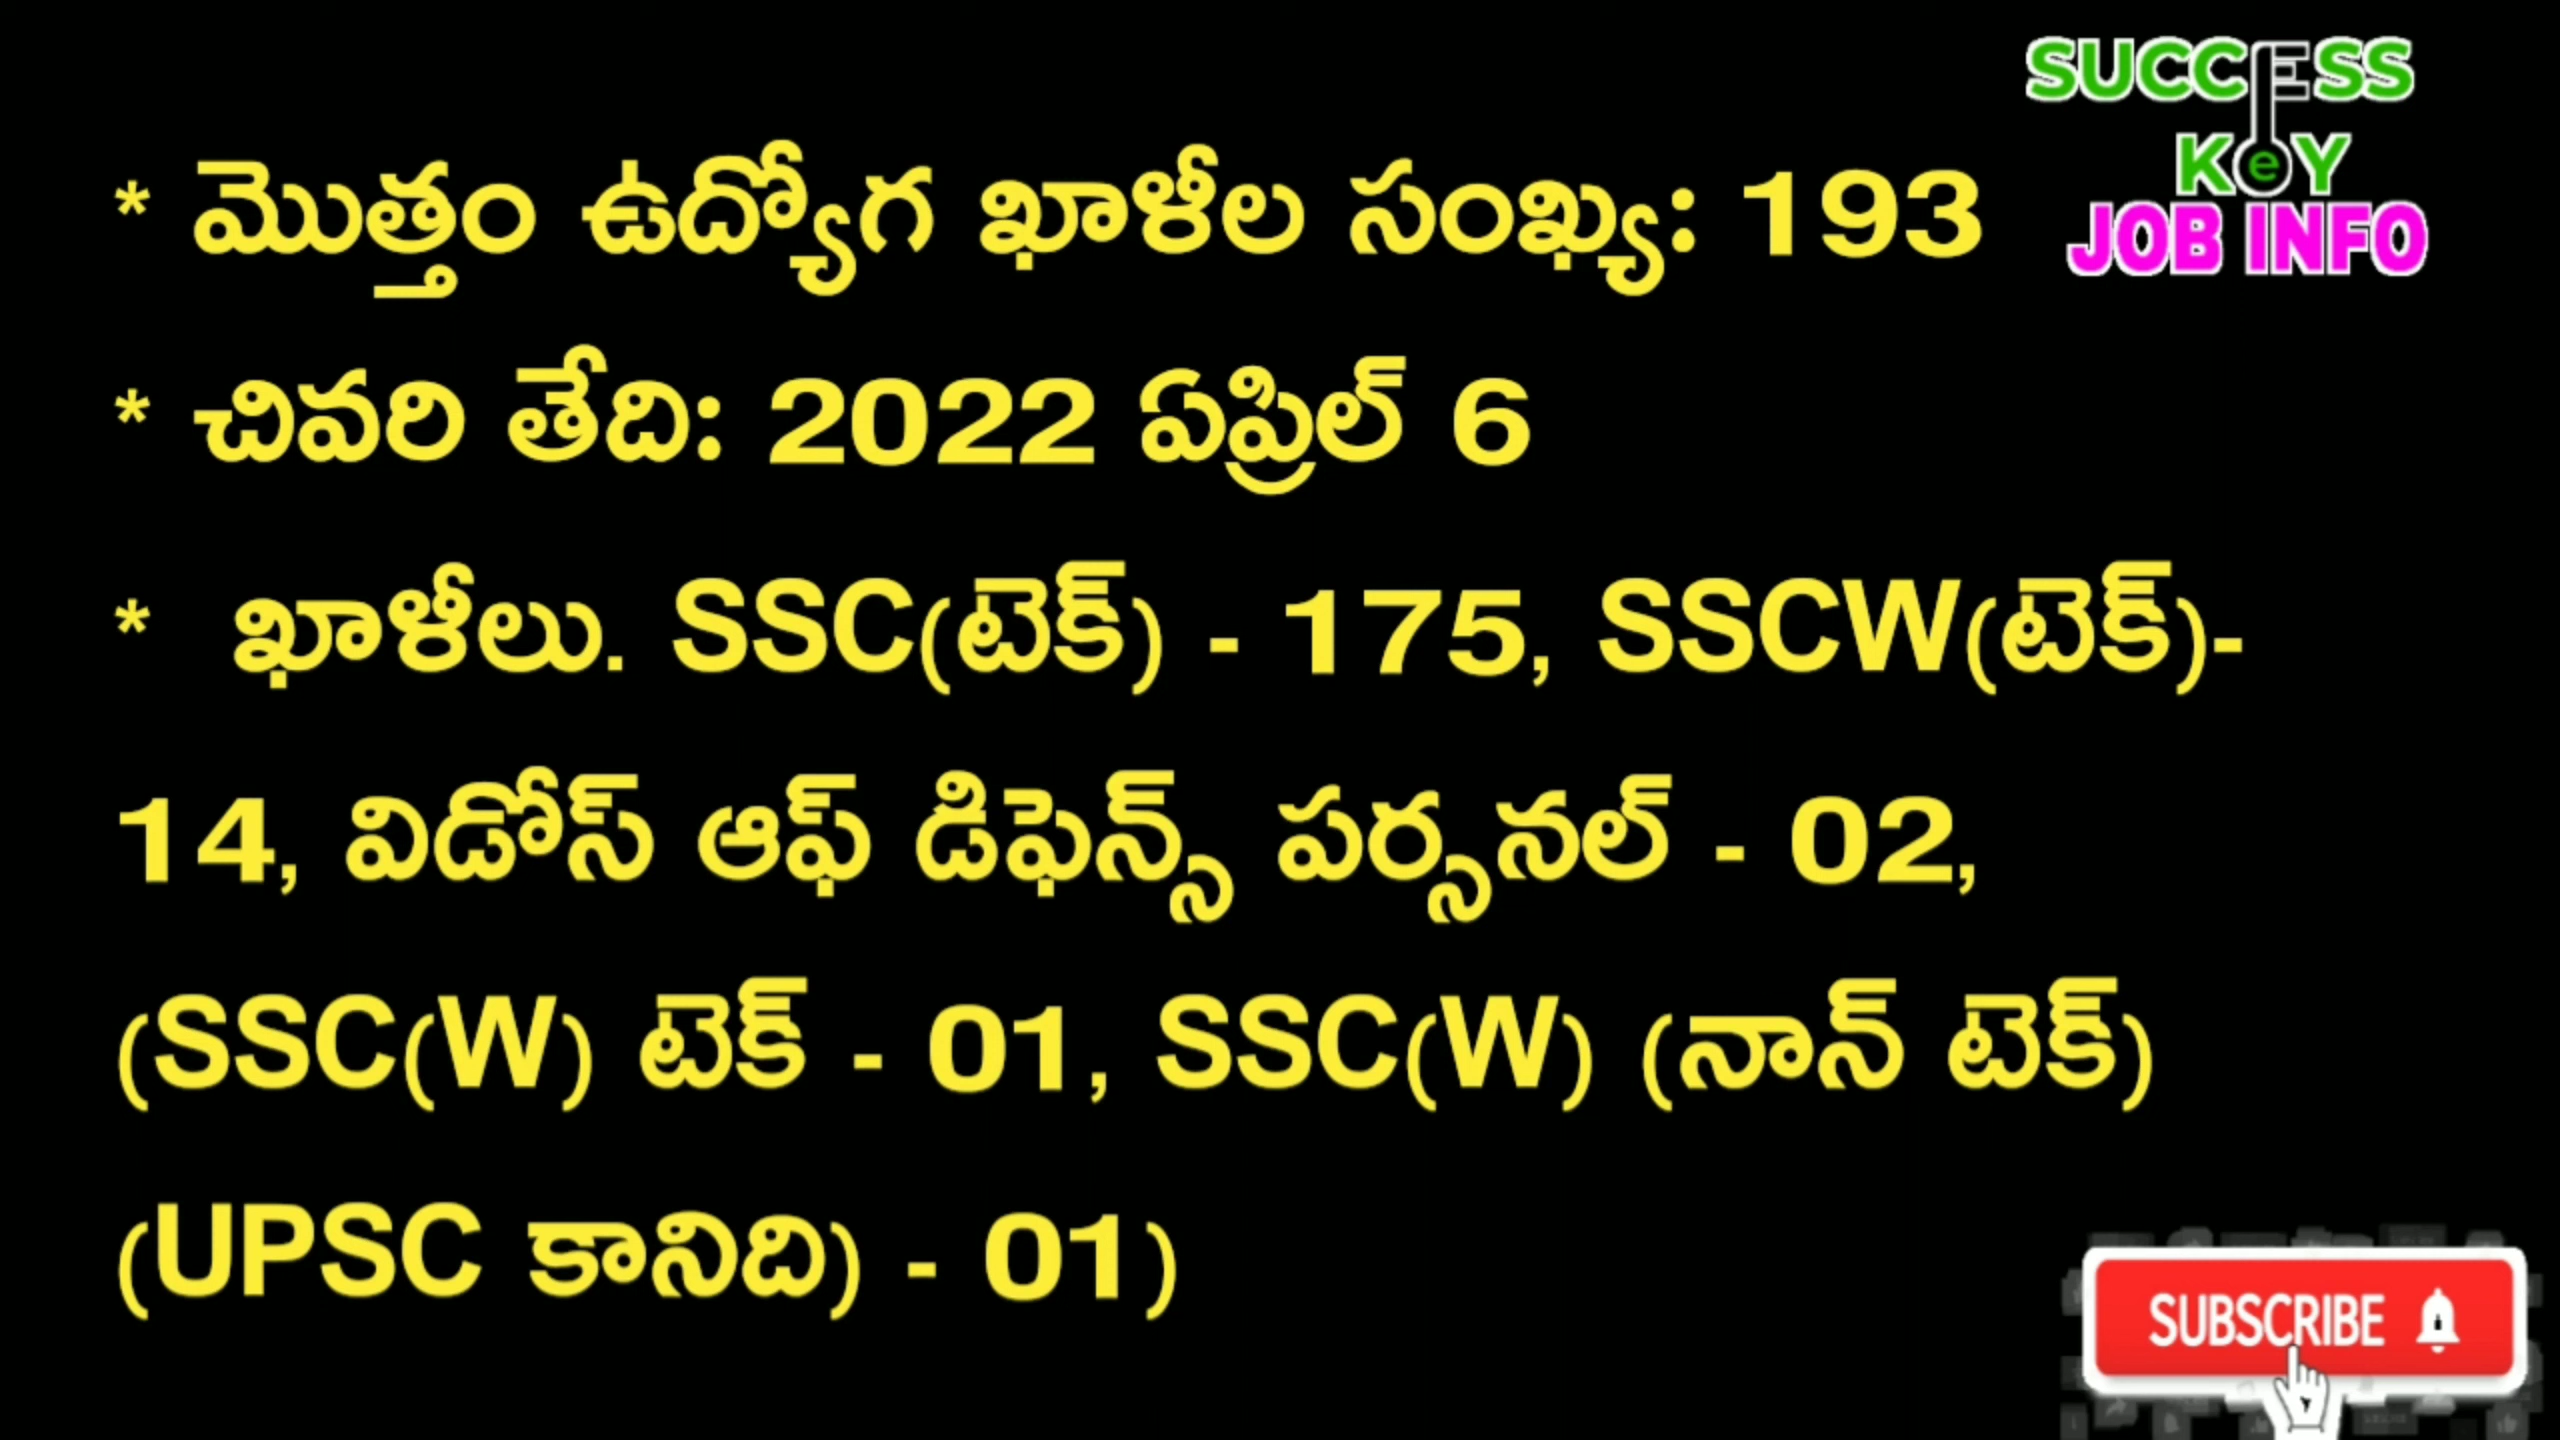 SUCCESS
KeY
JOB INFO
* మొత్తం ఉద్యోగ ఖాళీల సంఖ్య: 193
* చివరి తేది: 2022 ఏప్రిల్ 6
* ఖాళీలు. SSC(టెక్) - 175, SSCW(టెక్)-
14, విడోస్ ఆఫ్ డిఫెన్స్ పర్సనల్ - 02,
(SSC(W) టెక్ - 01, SSC(W) (నాన్ టెక్)
(UPSC కానిది) - 01)
SUBSCRIBE